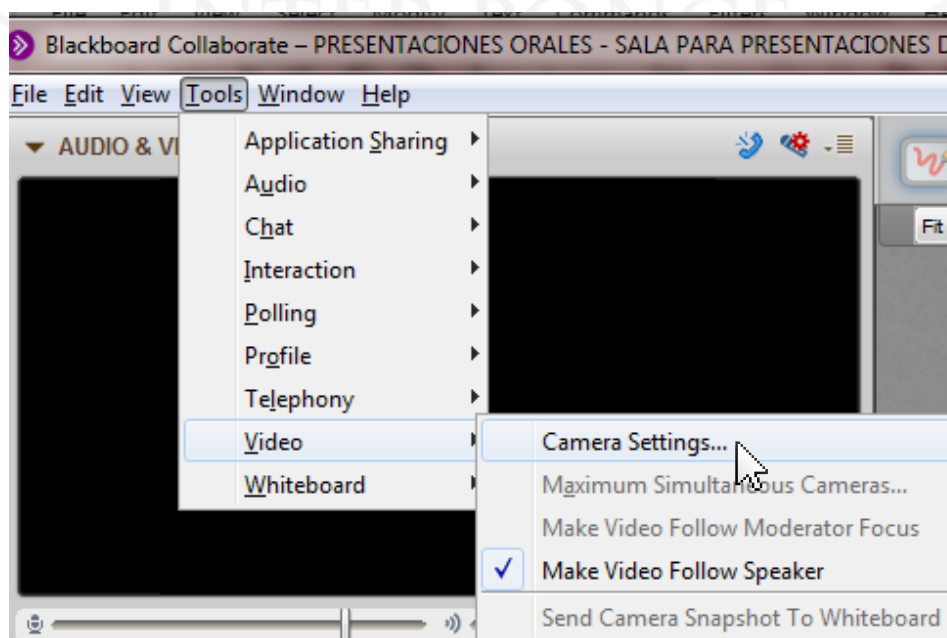 Blackboard Collaborate – PRESENTACIONES ORALES - SALA PARA PRESENTACIONES D
File Edit View Tools Window Help
AUDIO & VI
Application Sharing
Audio
Chat
Interaction
Polling
Profile
Telephony
Video
Whiteboard
Fit
Camera Settings...
Maximum Simultaneous Cameras...
Make Video Follow Moderator Focus
Make Video Follow Speaker
Send Camera Snapshot To Whiteboard